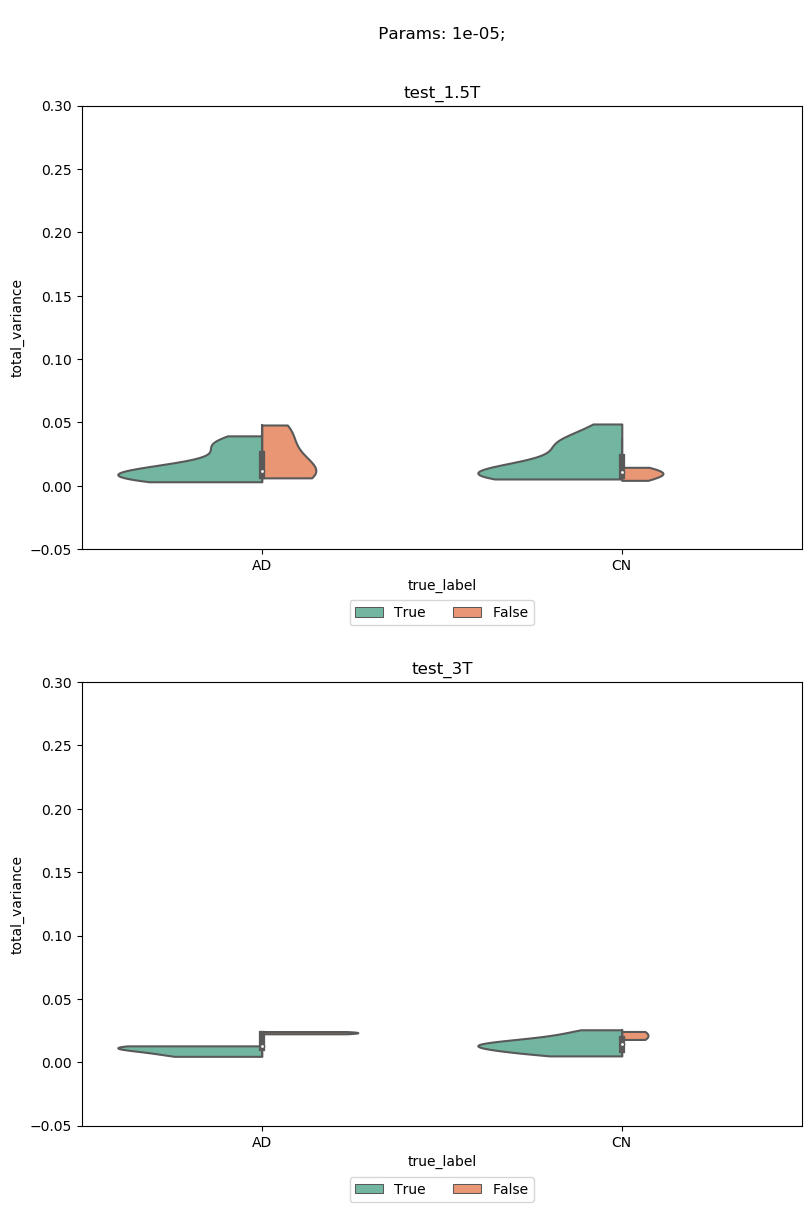 Params: 1e-05;
test_1.5T
0.30
0.25
0.20
0.15
0.10
0.05
0.00
−0.05
total_variance
AD CN
true_label
True False
test_3T
0.30
0.25
0.20
0.15
0.10
0.05
0.00
−0.05
total_variance
AD CN
true_label
True False